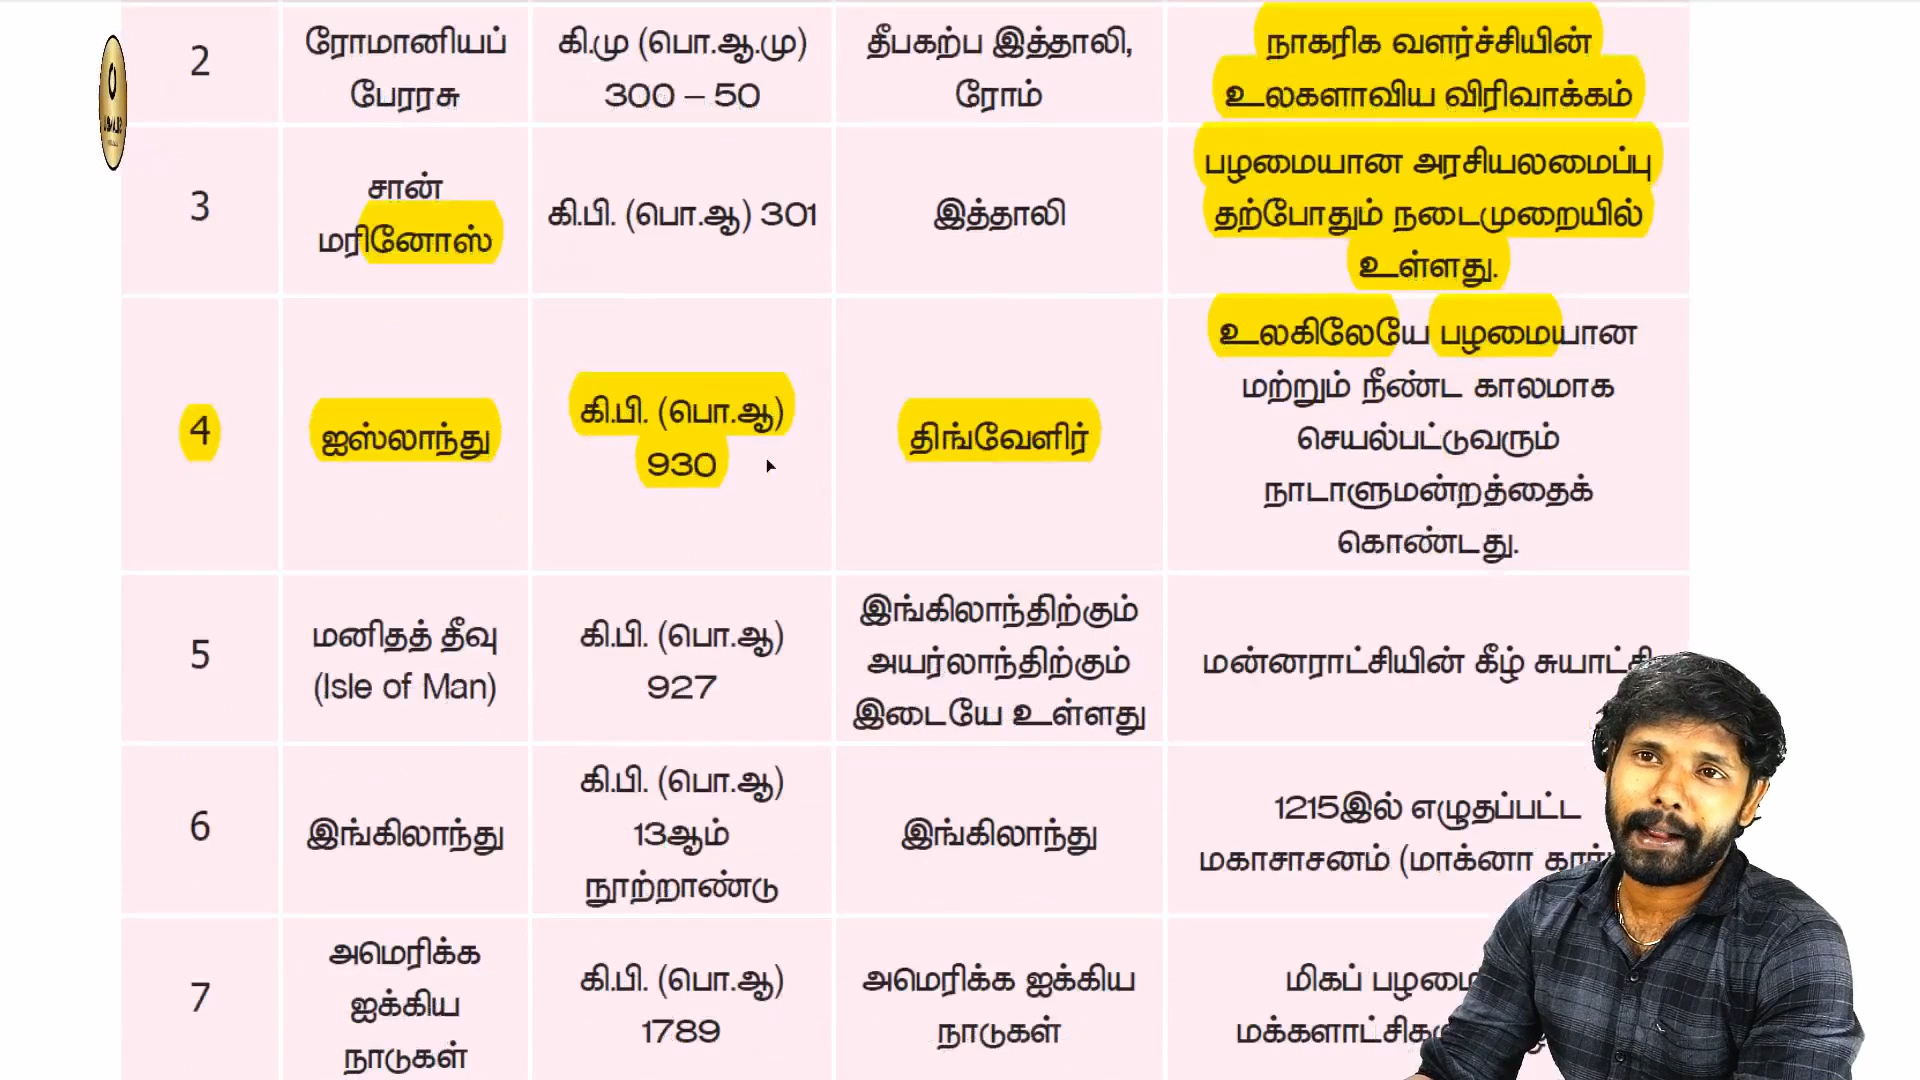 2
ரோமானியப்
பேரரசு
கி.மு (பொ.ஆ.மு)
300 – 50
தீபகற்ப இத்தாலி,
ரோம்
நாகரிக வளர்ச்சியின்
உலகளாவிய விரிவாக்கம்
3
சான்
மரினோஸ்
கி.பி. (பொ.ஆ) 301
இத்தாலி
பழமையான அரசியலமைப்பு
தற்போதும் நடைமுறையில்
உள்ளது.
4
ஐஸ்லாந்து
கி.பி. (பொ.ஆ)
930
திங்வேளிர்
உலகிலேயே பழமையான
மற்றும் நீண்ட காலமாக
செயல்பட்டுவரும்
நாடாளுமன்றத்தைக்
கொண்டது.
5
மனிதத் தீவு
(Isle of Man)
கி.பி. (பொ.ஆ)
927
இங்கிலாந்திற்கும்
அயர்லாந்திற்கும்
இடையே உள்ளது
மன்னராட்சியின் கீழ்
6
இங்கிலாந்து
கி.பி. (பொ.ஆ)
13ஆம்
நூற்றாண்டு
இங்கிலாந்து
1215இல் எழுதப்பட்ட
மகாசாசனம் (மாக்னா
7
அமெரிக்க
ஐக்கிய
நாடுகள்
கி.பி. (பொ.ஆ)
1789
அமெரிக்க ஐக்கிய
நாடுகள்
மிகப்